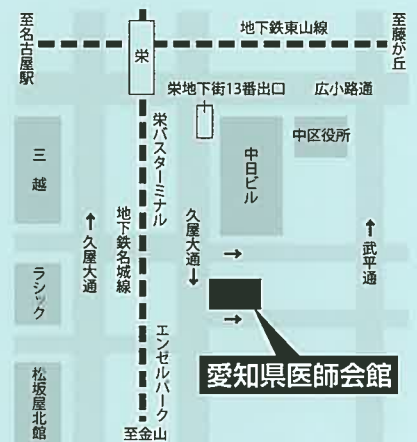 至名古屋駅
栄
地下鉄東山線
至藤が丘
栄地下街13番出口
広小路通
三越
栄バスターミナル
中日ビル
中区役所
↑久屋大通
地下鉄名城線
久屋大通↓
→
↑武平通
ラシック
→
エンゼルパーク
愛知県医師会館
松坂屋北館
至金山